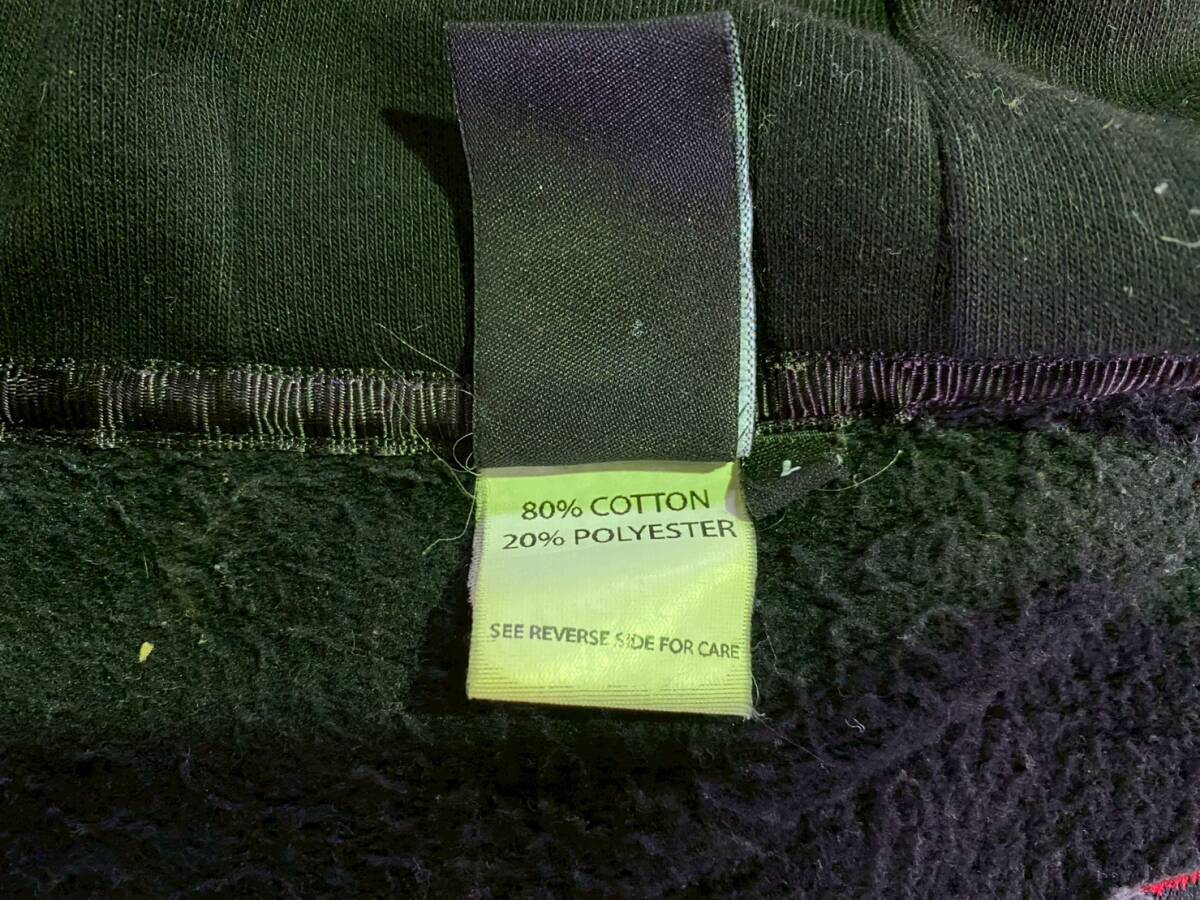 80% COTTON
20% POLYESTER
SEE REVERSE SIDE FOR CARE